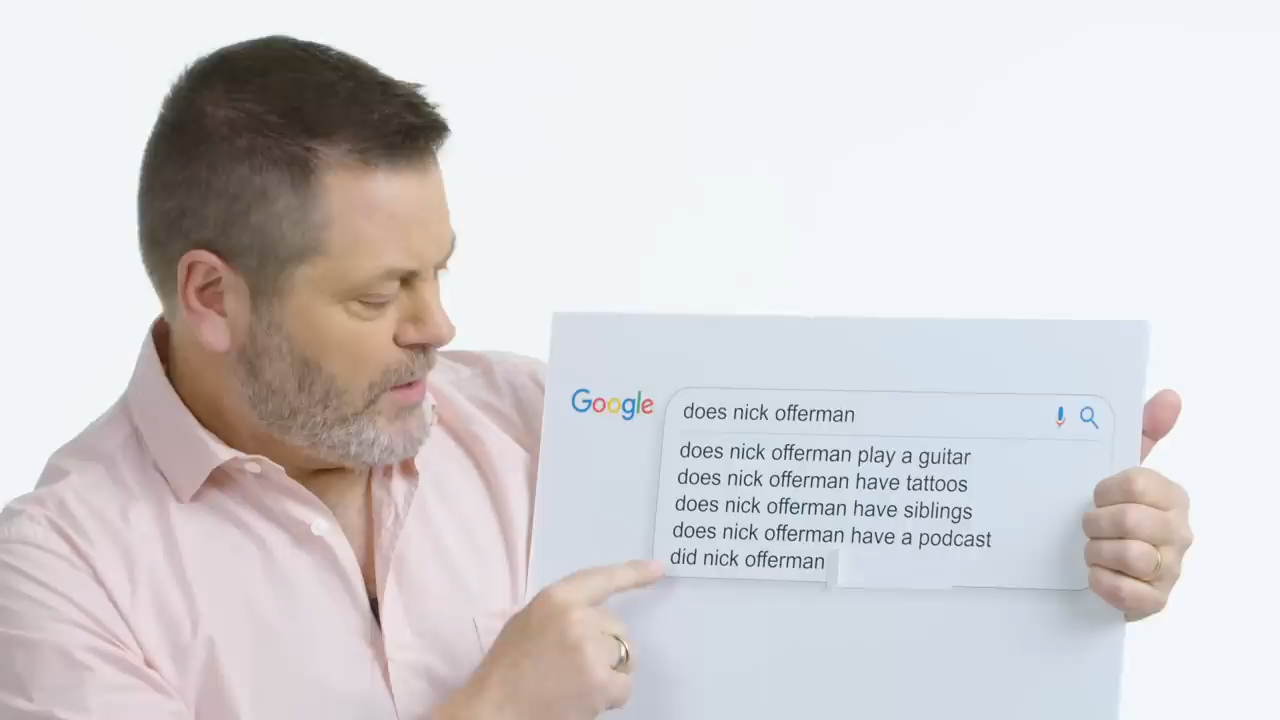 Google
does nick offerman
does nick offerman play a guitar
does nick offerman have tattoos
does nick offerman have siblings
does nick offerman have a podcast
did nick offerman